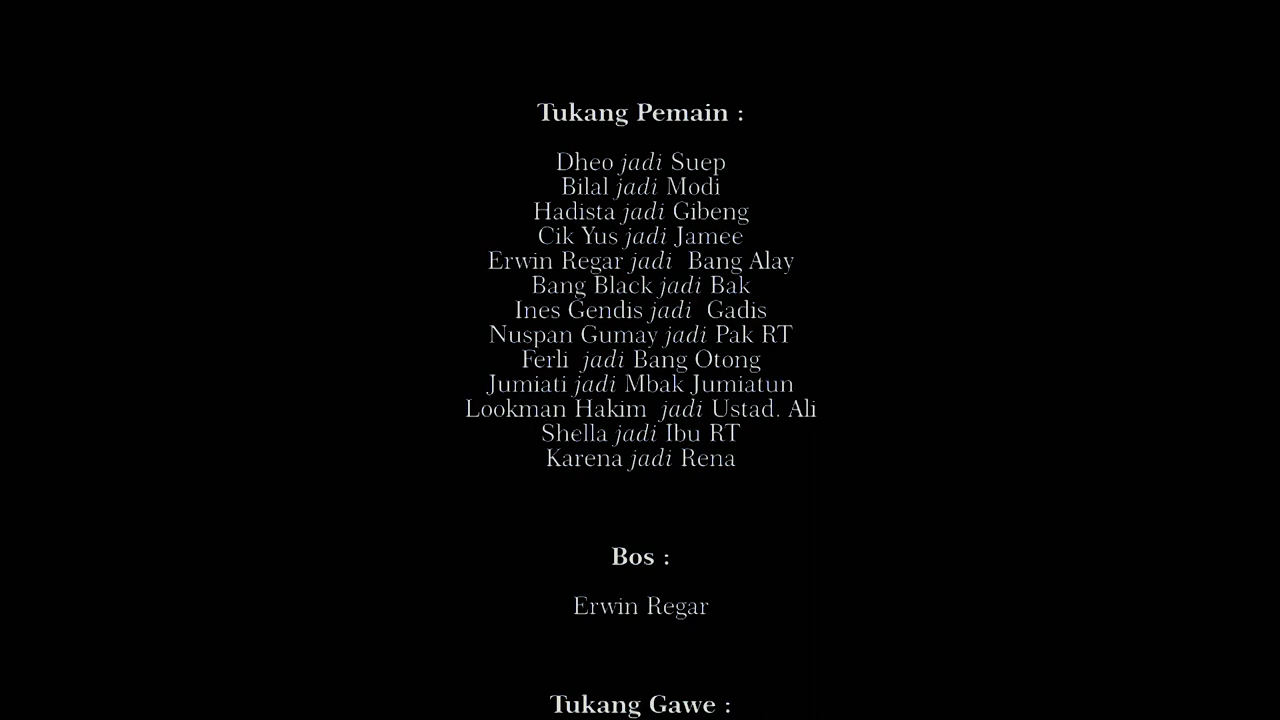 Tukang Pemain :
Dheo jadi Suep
Bilal jadi Modi
Hadista jadi Gibeng
Cik Yus jadi Jamee
Erwin Regar jadi Bang Alay
Bang Black jadi Bak
Ines Gendis jadi Gadis
Nuspan Gumay jadi Pak RT
Ferli jadi Bang Otong
Jumiati jadi Mbak Jumiatun
Lookman Hakim jadi Ustad. Ali
Shella jadi Ibu RT
Karena jadi Rena
Bos :
Erwin Regar
Tukang Gawe :